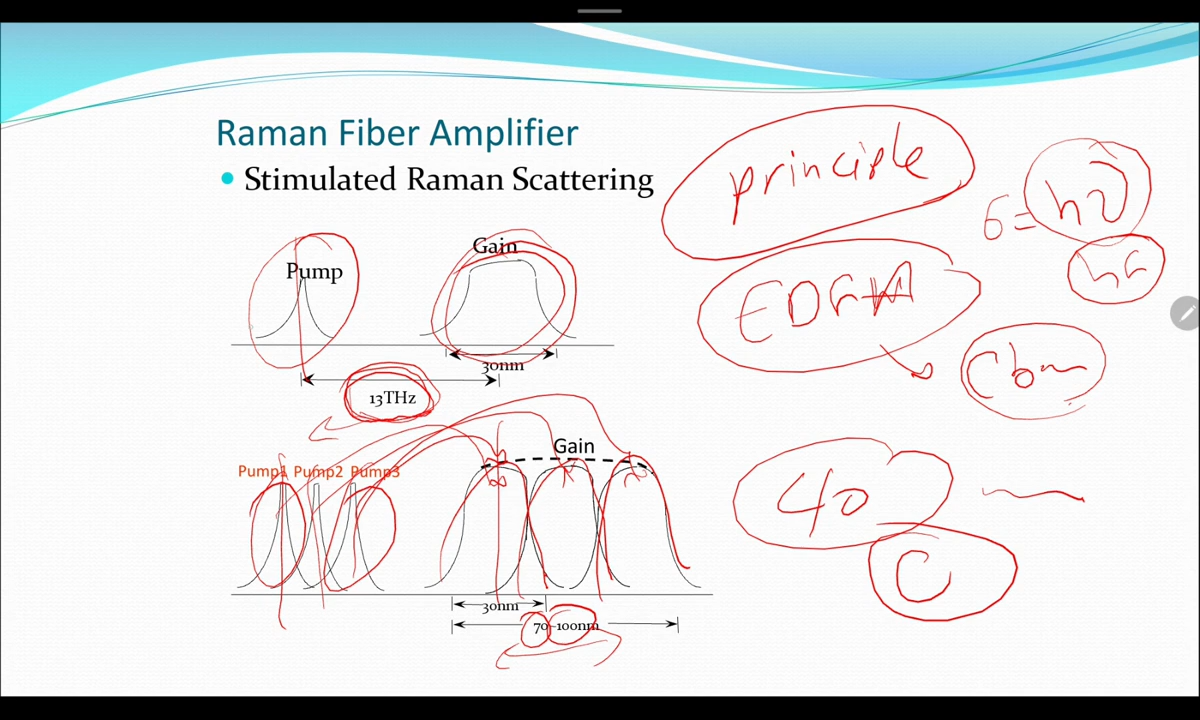 Raman Fiber Amplifier
• Stimulated Raman Scattering
principle
Gain
Pump
30nm
13THz
Gain
Pump1 Pump2 Pump3
40
C
30nm
70-100nm